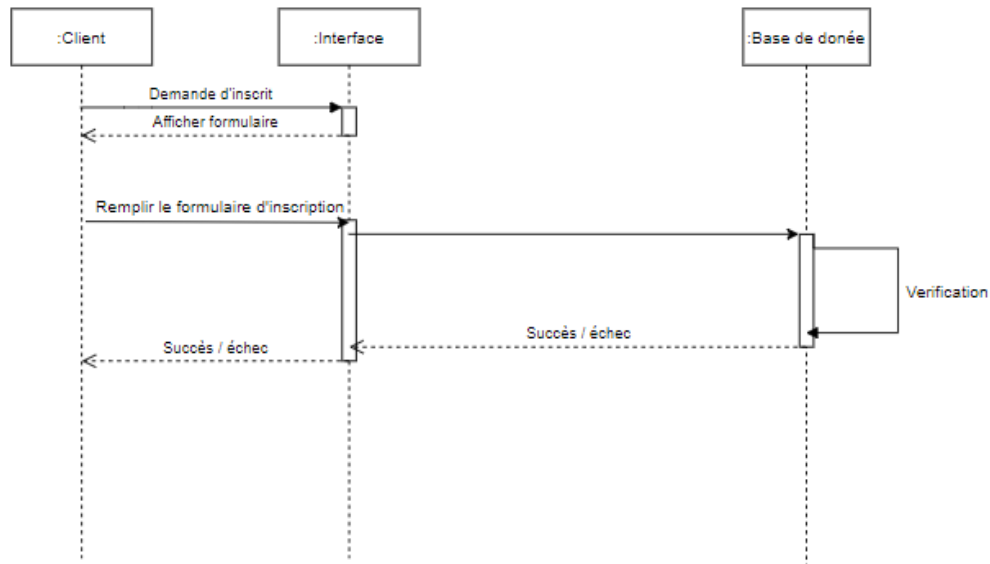 :Client
:Interface
:Base de donée
Demande d'inscrit
Afficher formulaire
Remplir le formulaire d'inscription
Verification
Succès / échec
Succès / échec